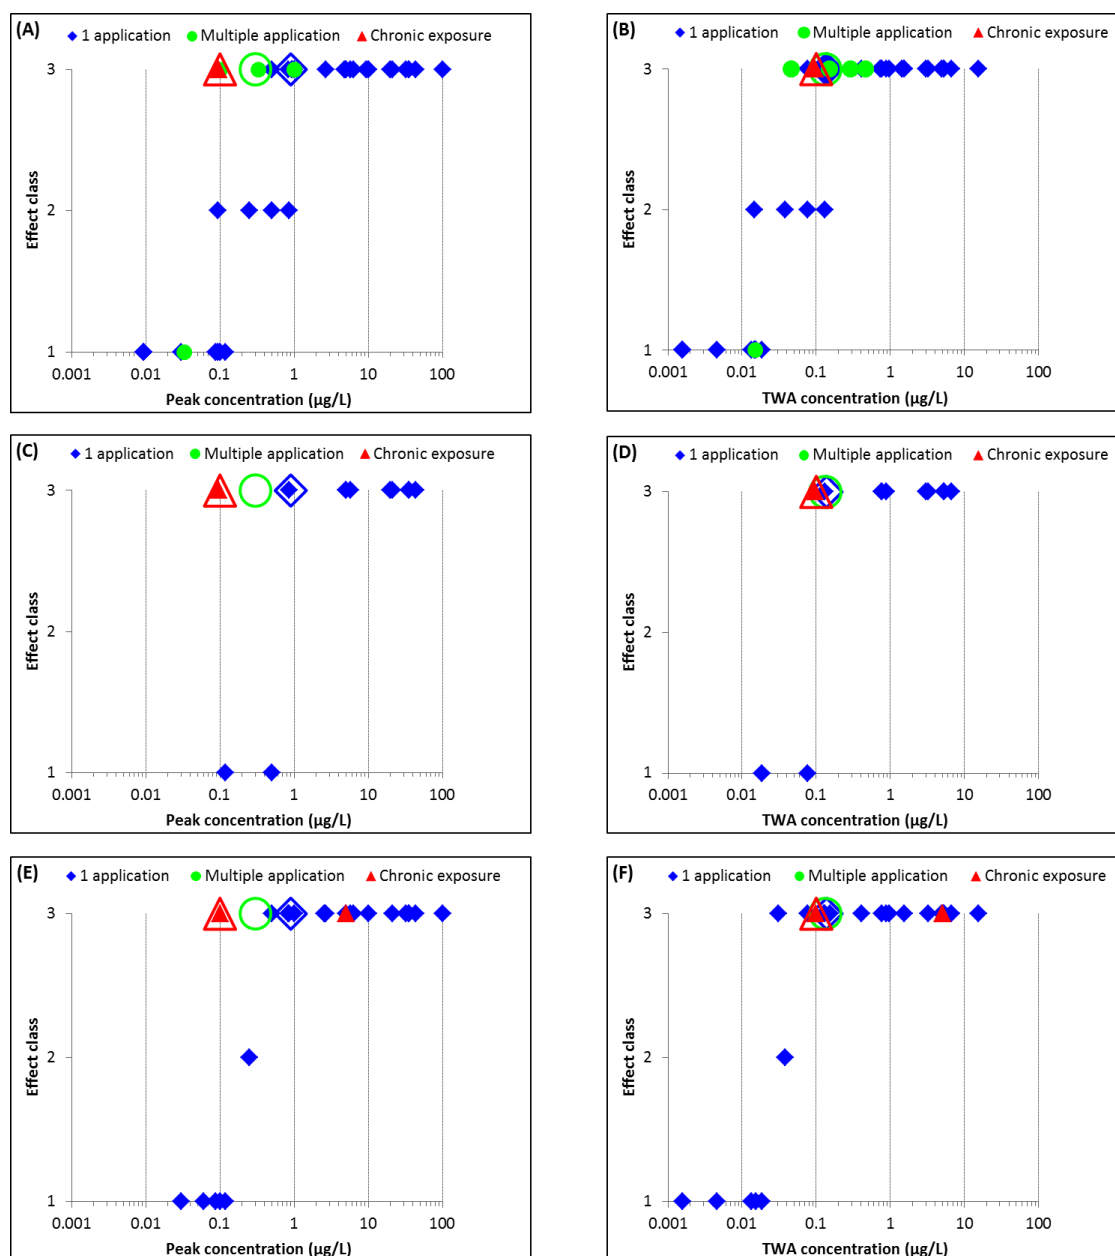 (A)
1 application Multiple application Chronic exposure
3
2
1
Effect class
0.001 0.01 0.1 1 10 100
Peak concentration (µg/L)
(B)
1 application Multiple application Chronic exposure
3
2
1
Effect class
0.001 0.01 0.1 1 10 100
TWA concentration (µg/L)
(C)
1 application Multiple application Chronic exposure
3
2
1
Effect class
0.001 0.01 0.1 1 10 100
Peak concentration (µg/L)
(D)
1 application Multiple application Chronic exposure
3
2
1
Effect class
0.001 0.01 0.1 1 10 100
TWA concentration (µg/L)
(E)
1 application Multiple application Chronic exposure
3
2
1
Effect class
0.001 0.01 0.1 1 10 100
Peak concentration (µg/L)
(F)
1 application Multiple application Chronic exposure
3
2
1
Effect class
0.001 0.01 0.1 1 10 100
TWA concentration (µg/L)